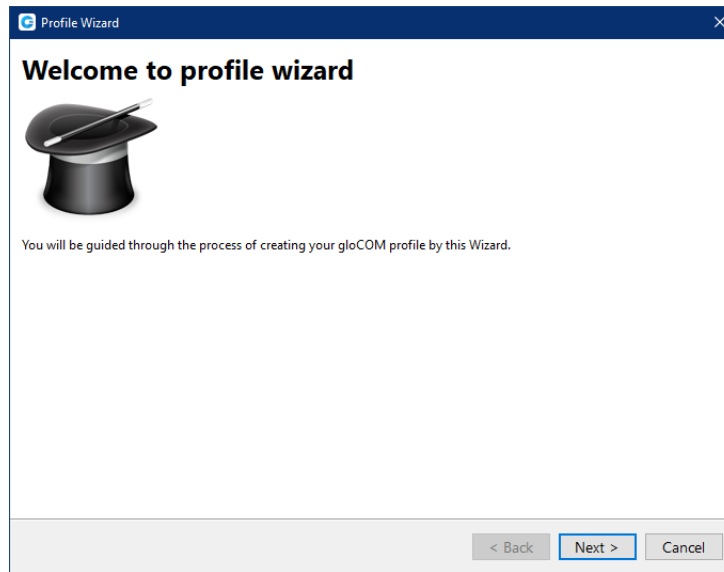 Profile Wizard
Welcome to profile wizard
You will be guided through the process of creating your gloCOM profile by this Wizard.
< Back Next > Cancel